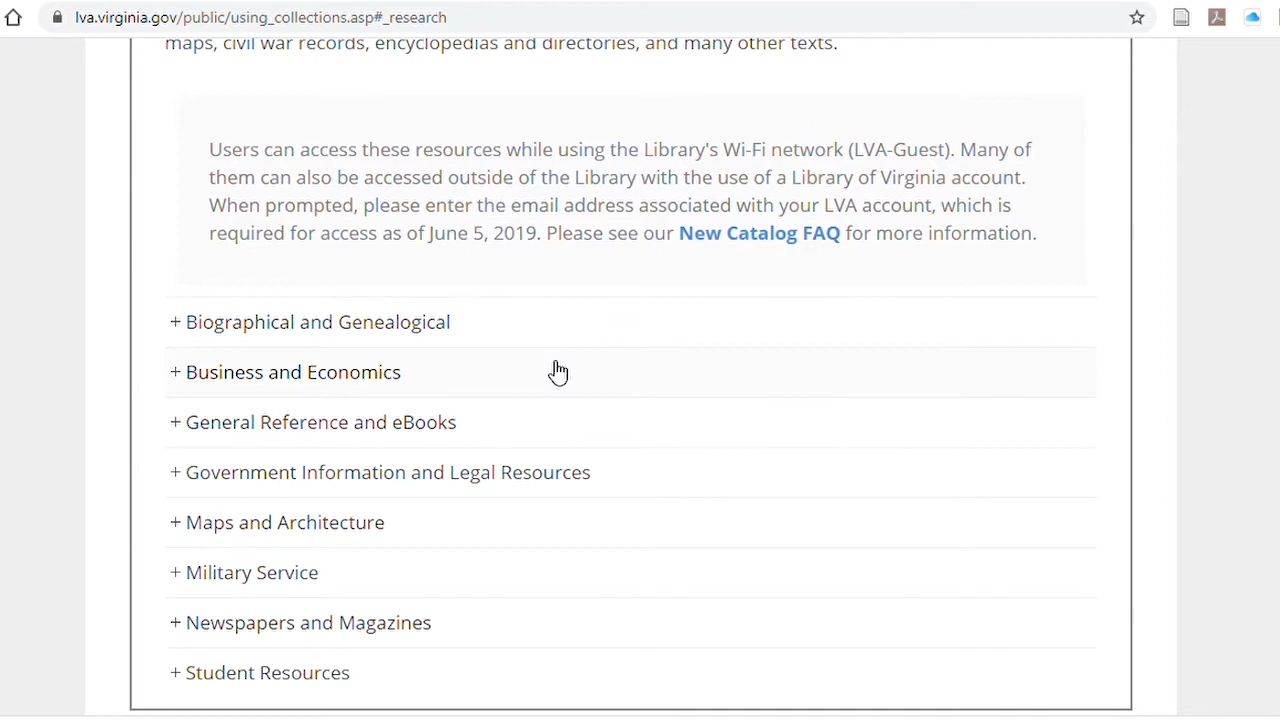 lva.virginia.gov/public/using_collections.asp#_research
maps, civil war records, encyclopedias and directories, and many other texts.
Users can access these resources while using the Library's Wi-Fi network (LVA-Guest). Many of
them can also be accessed outside of the Library with the use of a Library of Virginia account.
When prompted, please enter the email address associated with your LVA account, which is
required for access as of June 5, 2019. Please see our New Catalog FAQ for more information.
+ Biographical and Genealogical
+ Business and Economics
+ General Reference and eBooks
+ Government Information and Legal Resources
+ Maps and Architecture
+ Military Service
+ Newspapers and Magazines
+ Student Resources